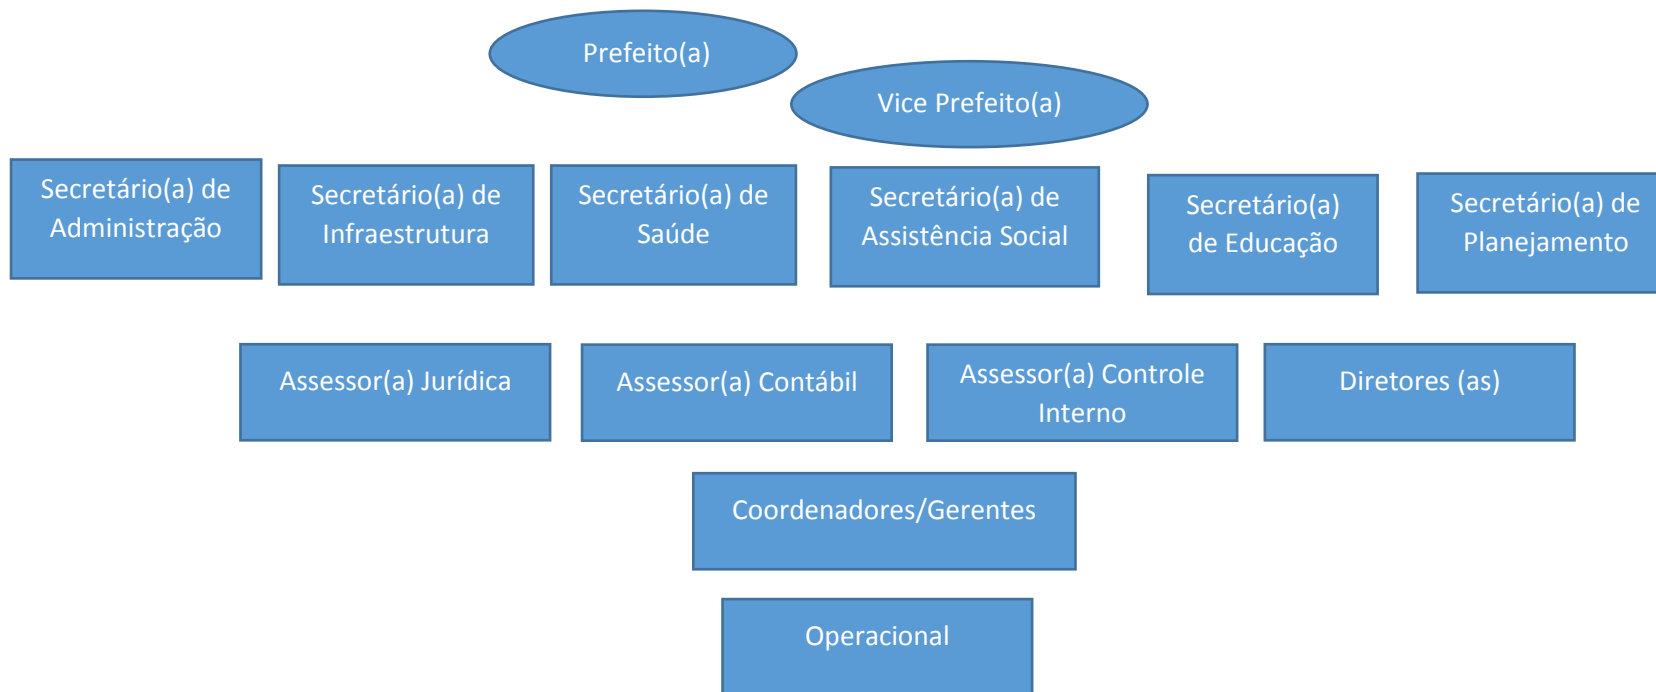 Prefeito(a)
Vice Prefeito(a)
Secretário(a) de
Administração
Secretário(a) de
Infraestrutura
Secretário(a) de
Saúde
Secretário(a) de
Assistência Social
Secretário(a)
de Educação
Secretário(a) de
Planejamento
Assessor(a) Jurídica
Assessor(a) Contábil
Assessor(a) Controle
Interno
Diretores (as)
Coordenadores/Gerentes
Operacional